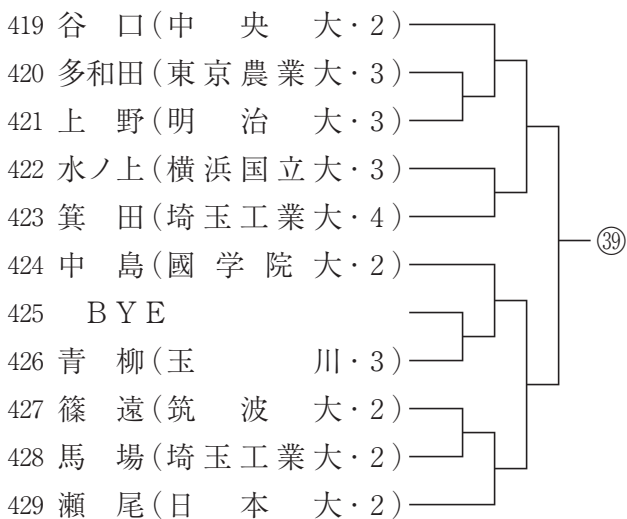 419 谷口(中央大・2)
420 多和田(東京農業大・3)
421 上野(明治大・3)
422 水ノ上(横浜国立大・3)
423 箕田(埼玉工業大・4)
㊴
424 中島(國学院大・2)
425 BYE
426 青柳(玉川・3)
427 篠遠(筑波大・2)
428 馬場(埼玉工業大・2)
429 瀬尾(日本大・2)